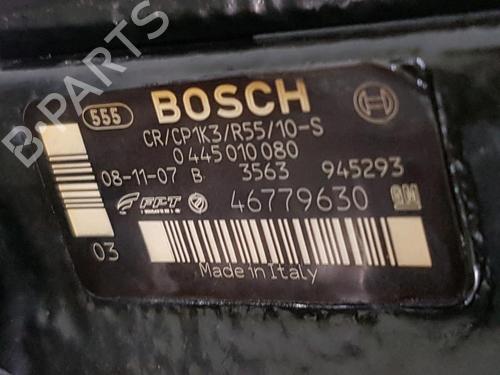 B-PARTS
555 BOSCH
CR/CP1K3/R55/10-S
0 445 010 080
08-11-07 B 3563 945293
FPT 46779630 GM
03
Made in Italy